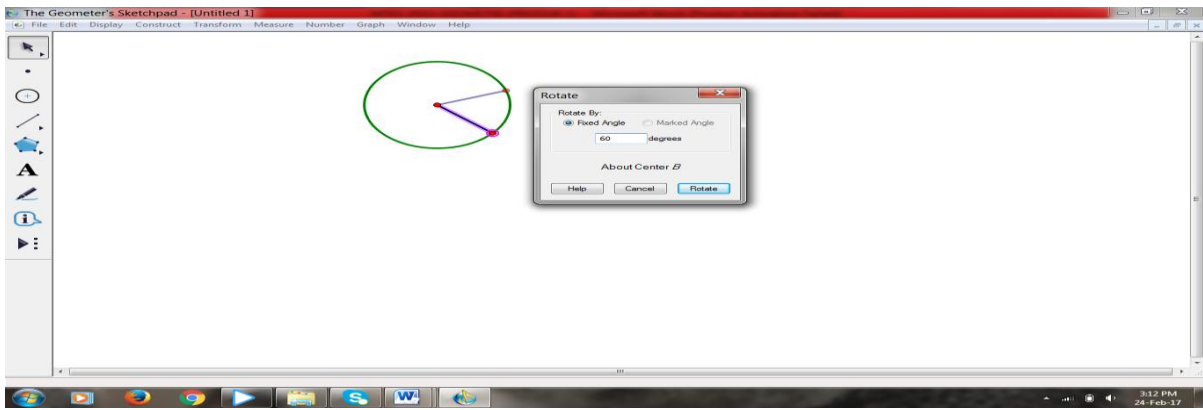 The Geometer's Sketchpad - [Untitled 1]
File Edit Display Construct Transform Measure Number Graph Window Help
A
Rotate
Rotate By:
Fixed Angle Marked Angle
60 degrees
About Center B
Help Cancel Rotate
3:12 PM
24-Feb-17